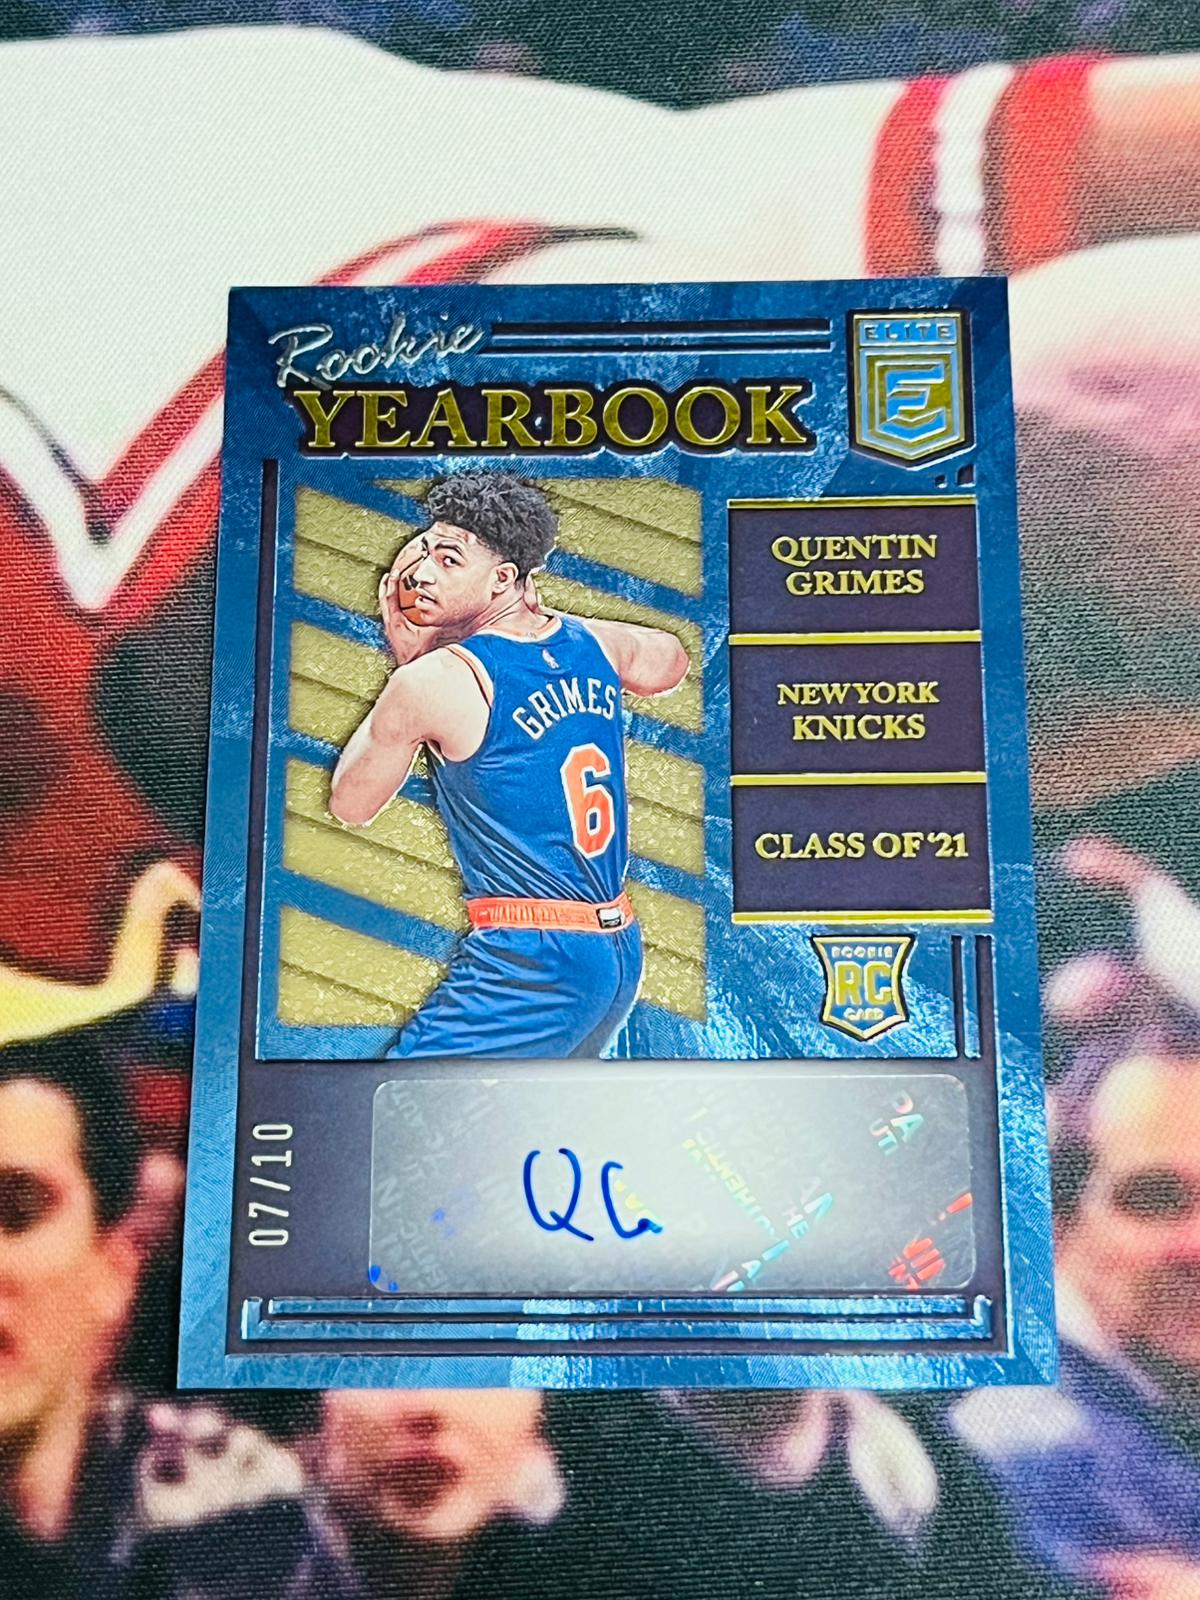 Rookie
YEARBOOK
ELITE
E
QUENTIN
GRIMES
NEW YORK
KNICKS
CLASS OF '21
GRIMES
6
ROOKIE
RC
CARD
07/10
QG